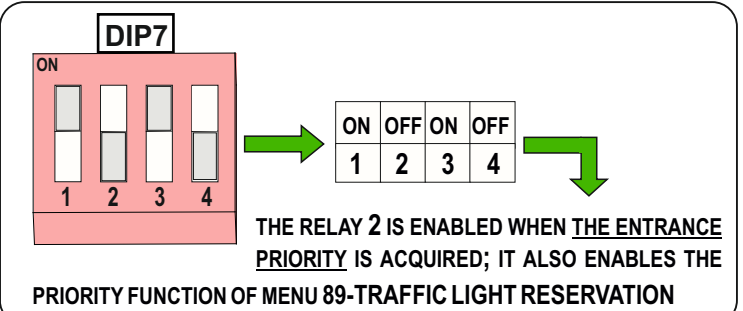 DIP7
ON
1 2 3 4
ON OFF ON OFF
1 2 3 4
THE RELAY 2 IS ENABLED WHEN THE ENTRANCE
PRIORITY IS ACQUIRED; IT ALSO ENABLES THE
PRIORITY FUNCTION OF MENU 89-TRAFFIC LIGHT RESERVATION